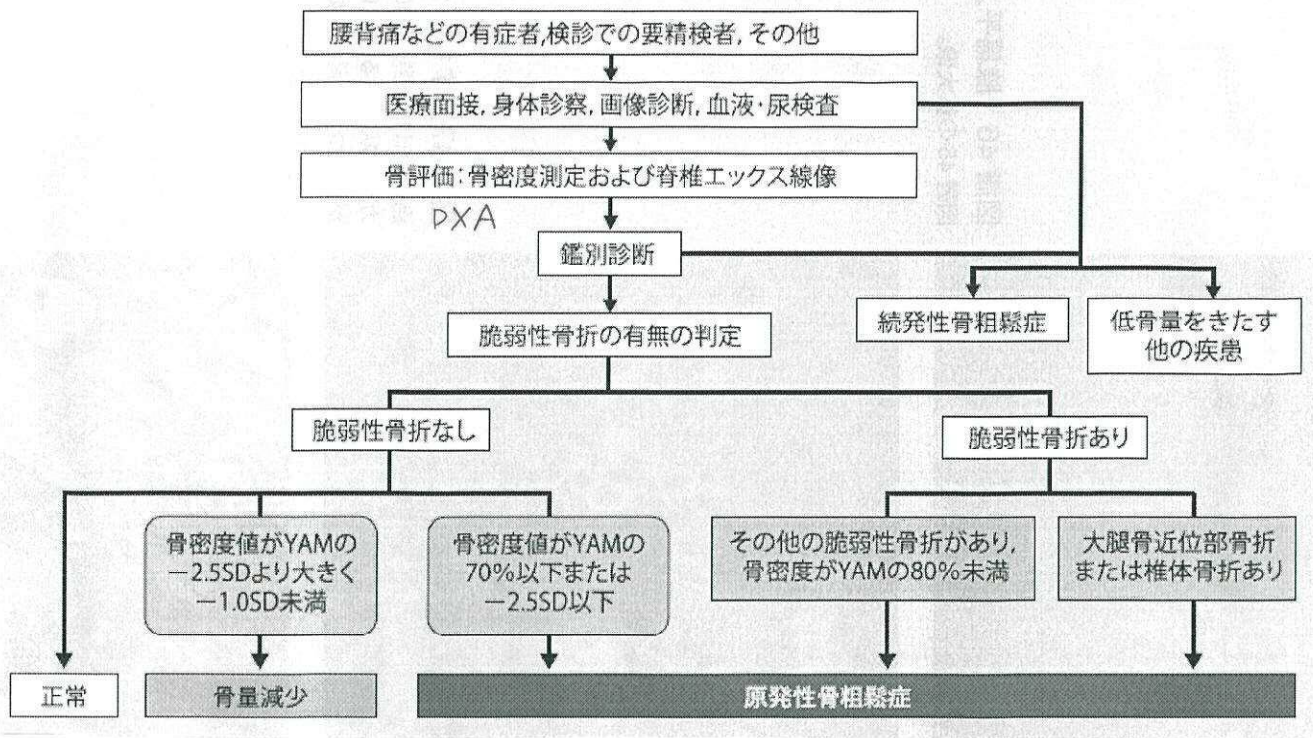 腰背痛などの有症者,検診での要精検者,その他
医療面接,身体診察,画像診断,血液・尿検査
骨評価:骨密度測定および脊椎エックス線像
DXA
鑑別診断
続発性骨粗鬆症
低骨量をきたす
他の疾患
脆弱性骨折の有無の判定
脆弱性骨折なし
脆弱性骨折あり
骨密度値がYAMの
－2.5SDより大きく
－1.0SD未満
骨密度値がYAMの
70%以下または
－2.5SD以下
その他の脆弱性骨折があり,
骨密度がYAMの80%未満
大腿骨近位部骨折
または椎体骨折あり
正常
骨量減少
原発性骨粗鬆症